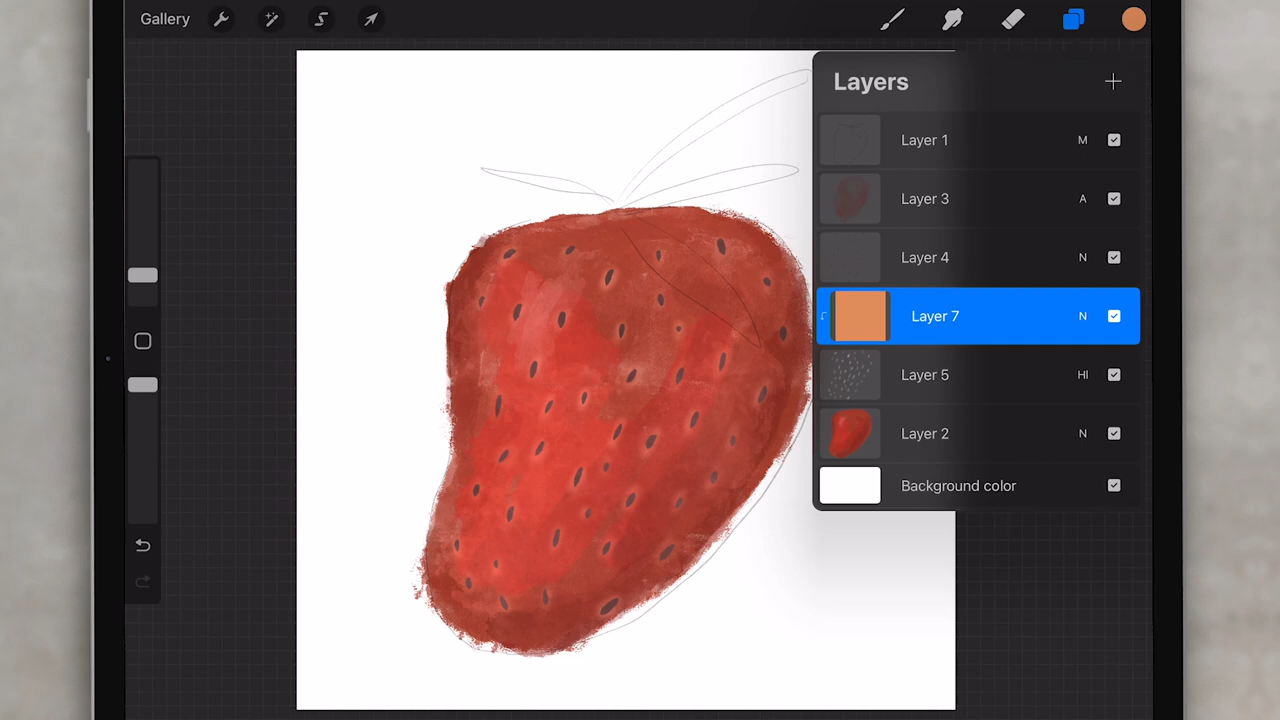 Gallery
Layers
Layer 1 M
Layer 3 A
Layer 4 N
Layer 7 N
Layer 5 HI
Layer 2 N
Background color